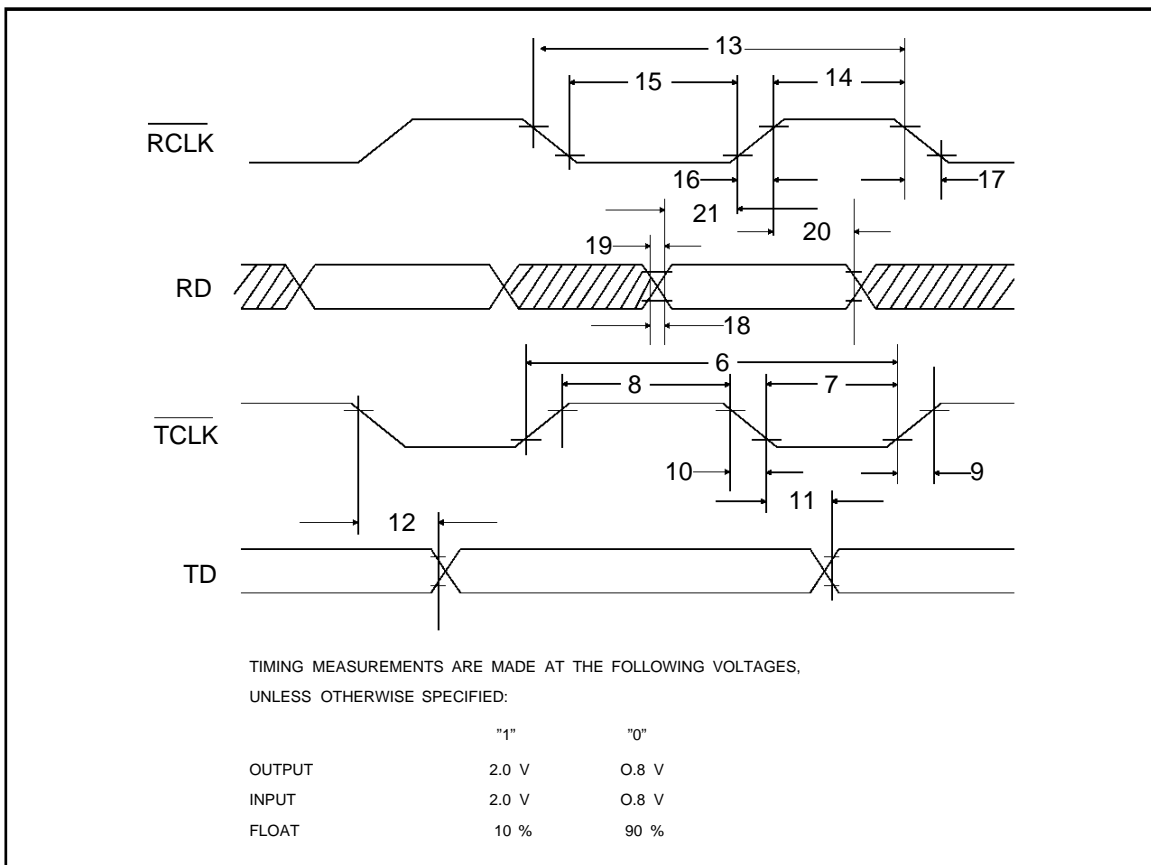 13
15 14
RCLK
16 17
21
20
19
RD
18
6
8 7
TCLK
10 9
11
12
TD
TIMING MEASUREMENTS ARE MADE AT THE FOLLOWING VOLTAGES,
UNLESS OTHERWISE SPECIFIED:
”1” ”0”
OUTPUT 2.0 V O.8 V
INPUT 2.0 V O.8 V
FLOAT 10 % 90 %